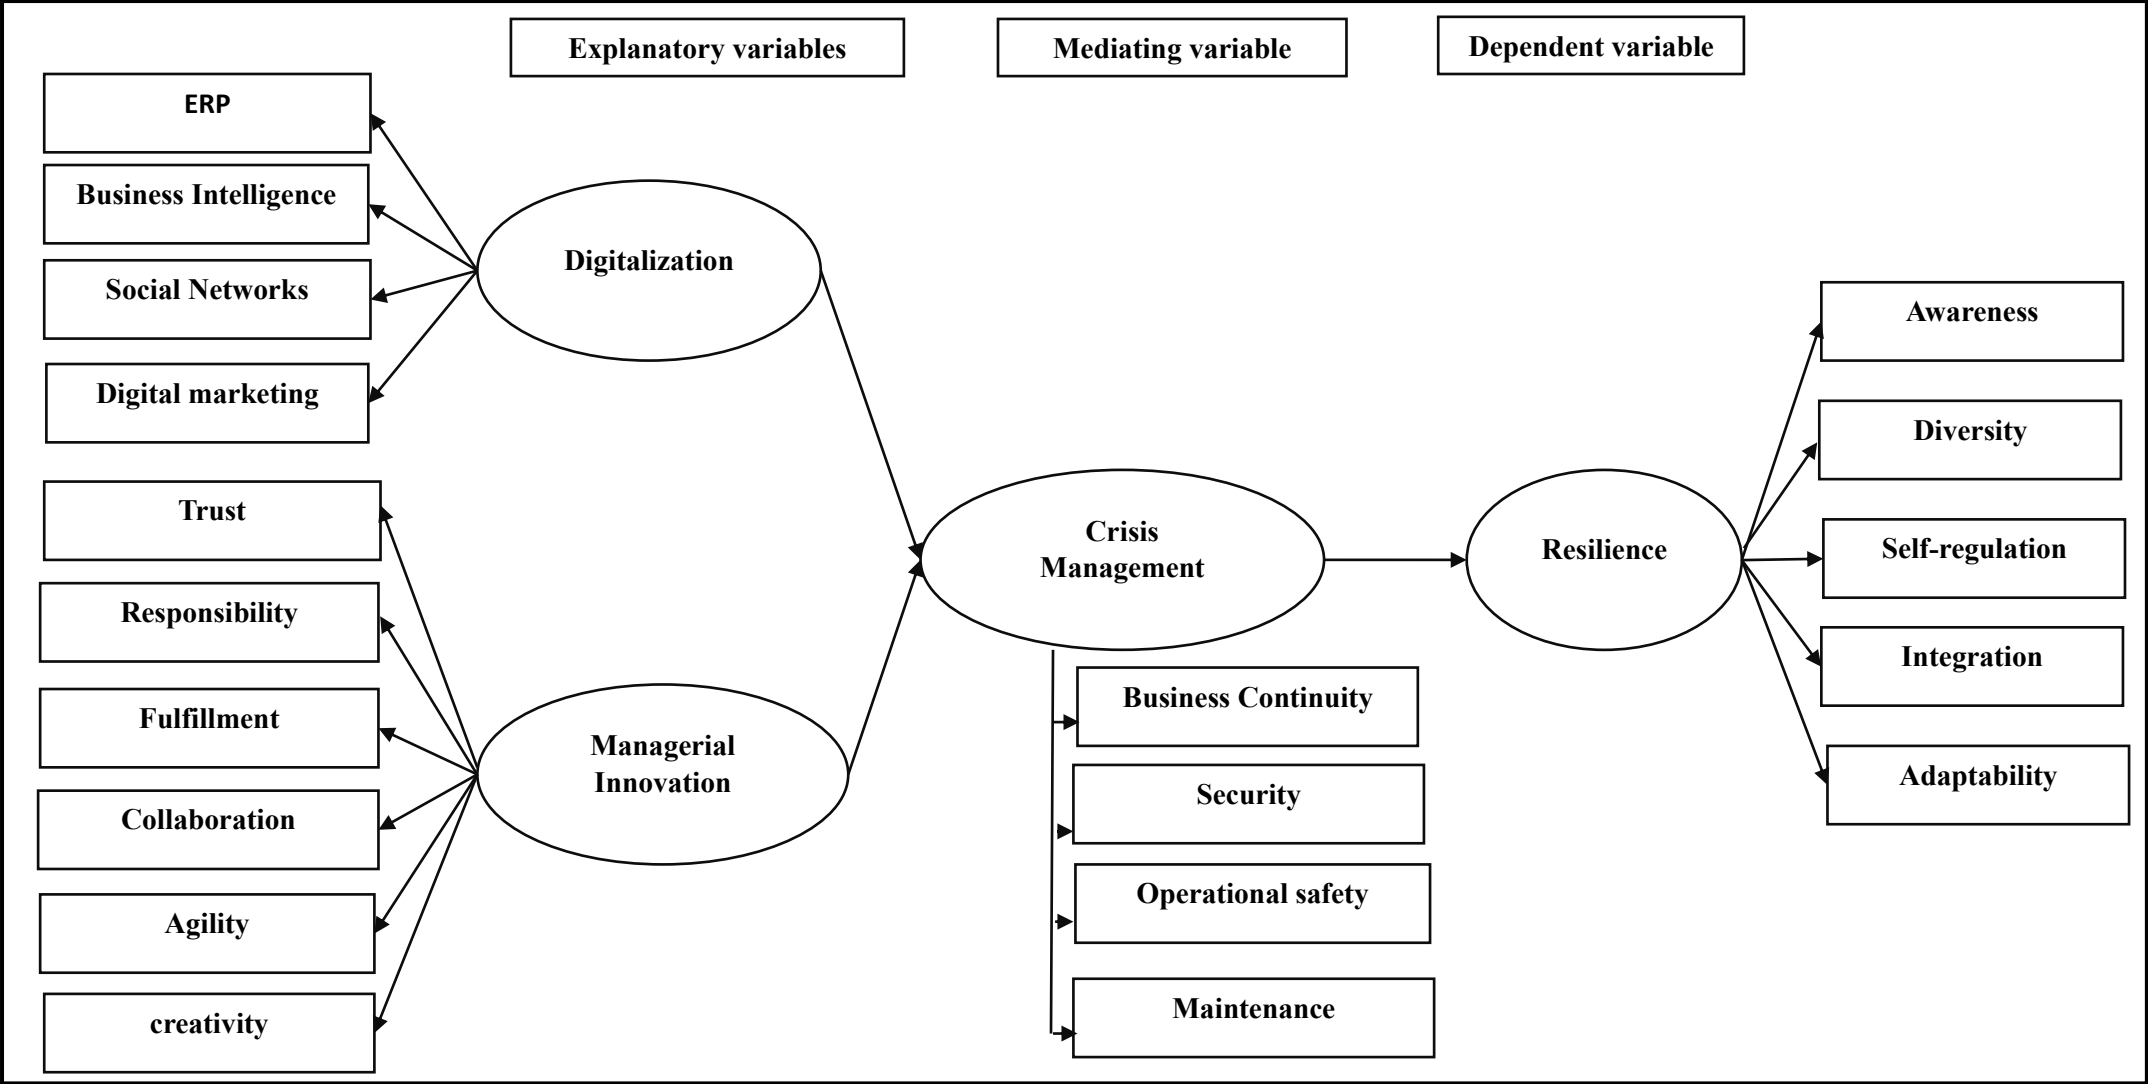 Explanatory variables
Mediating variable
Dependent variable
ERP
Business Intelligence
Social Networks
Digital marketing
Digitalization
Trust
Responsibility
Fulfillment
Collaboration
Agility
creativity
Managerial
Innovation
Crisis
Management
Business Continuity
Security
Operational safety
Maintenance
Resilience
Awareness
Diversity
Self-regulation
Integration
Adaptability